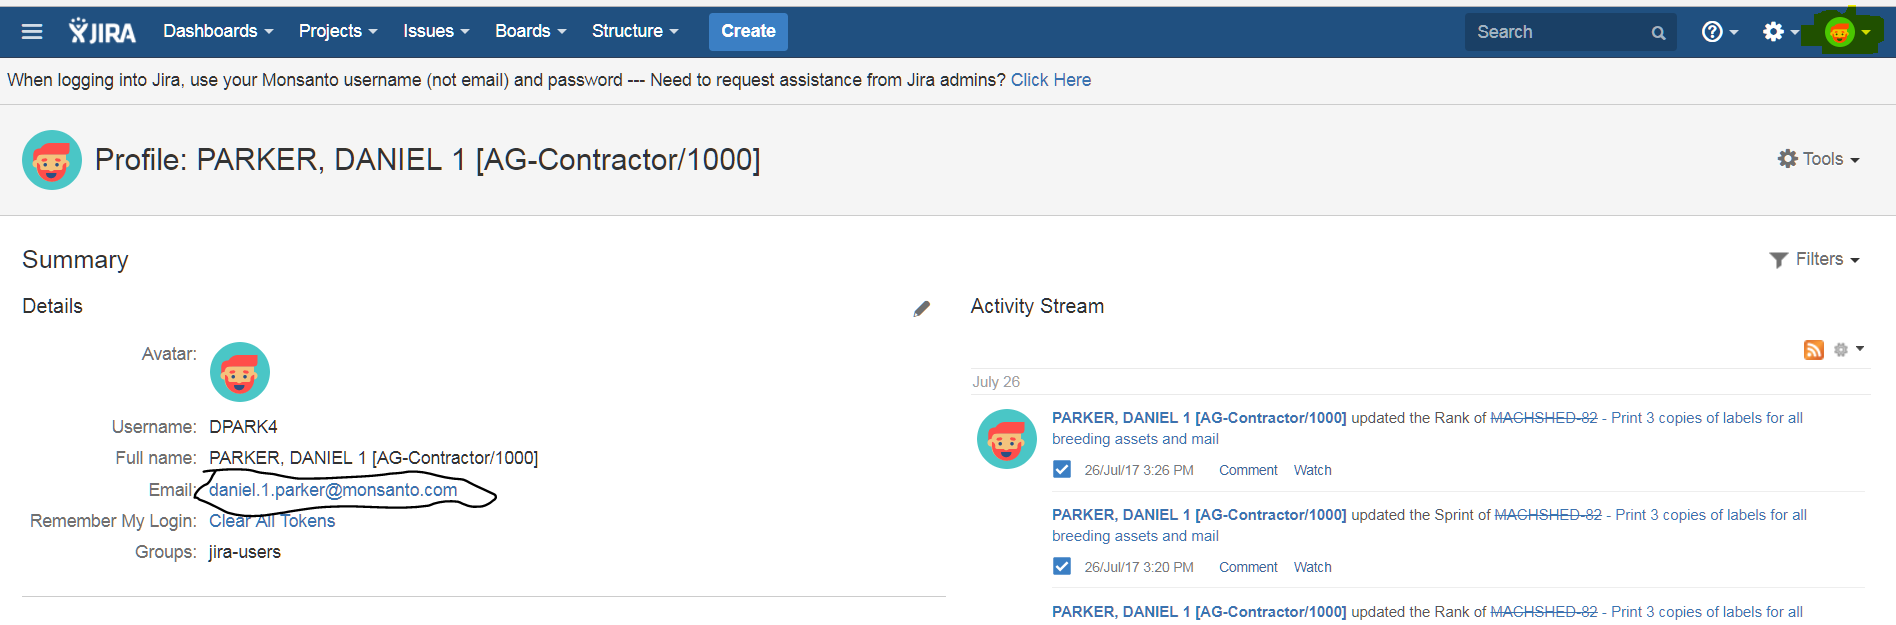 JIRA Dashboards Projects Issues Boards Structure Create Search
When logging into Jira, use your Monsanto username (not email) and password --- Need to request assistance from Jira admins? Click Here
Profile: PARKER, DANIEL 1 [AG-Contractor/1000]
Tools
Summary
Filters
Details
Avatar:
Username: DPARK4
Full name: PARKER, DANIEL 1 [AG-Contractor/1000]
Email: daniel.1.parker@monsanto.com
Remember My Login: Clear All Tokens
Groups: jira-users
Activity Stream
July 26
PARKER, DANIEL 1 [AG-Contractor/1000] updated the Rank of MACHSHED-82 - Print 3 copies of labels for all
breeding assets and mail
26/Jul/17 3:26 PM Comment Watch
PARKER, DANIEL 1 [AG-Contractor/1000] updated the Sprint of MACHSHED-82 - Print 3 copies of labels for all
breeding assets and mail
26/Jul/17 3:20 PM Comment Watch
PARKER, DANIEL 1 [AG-Contractor/1000] updated the Rank of MACHSHED-82 - Print 3 copies of labels for all